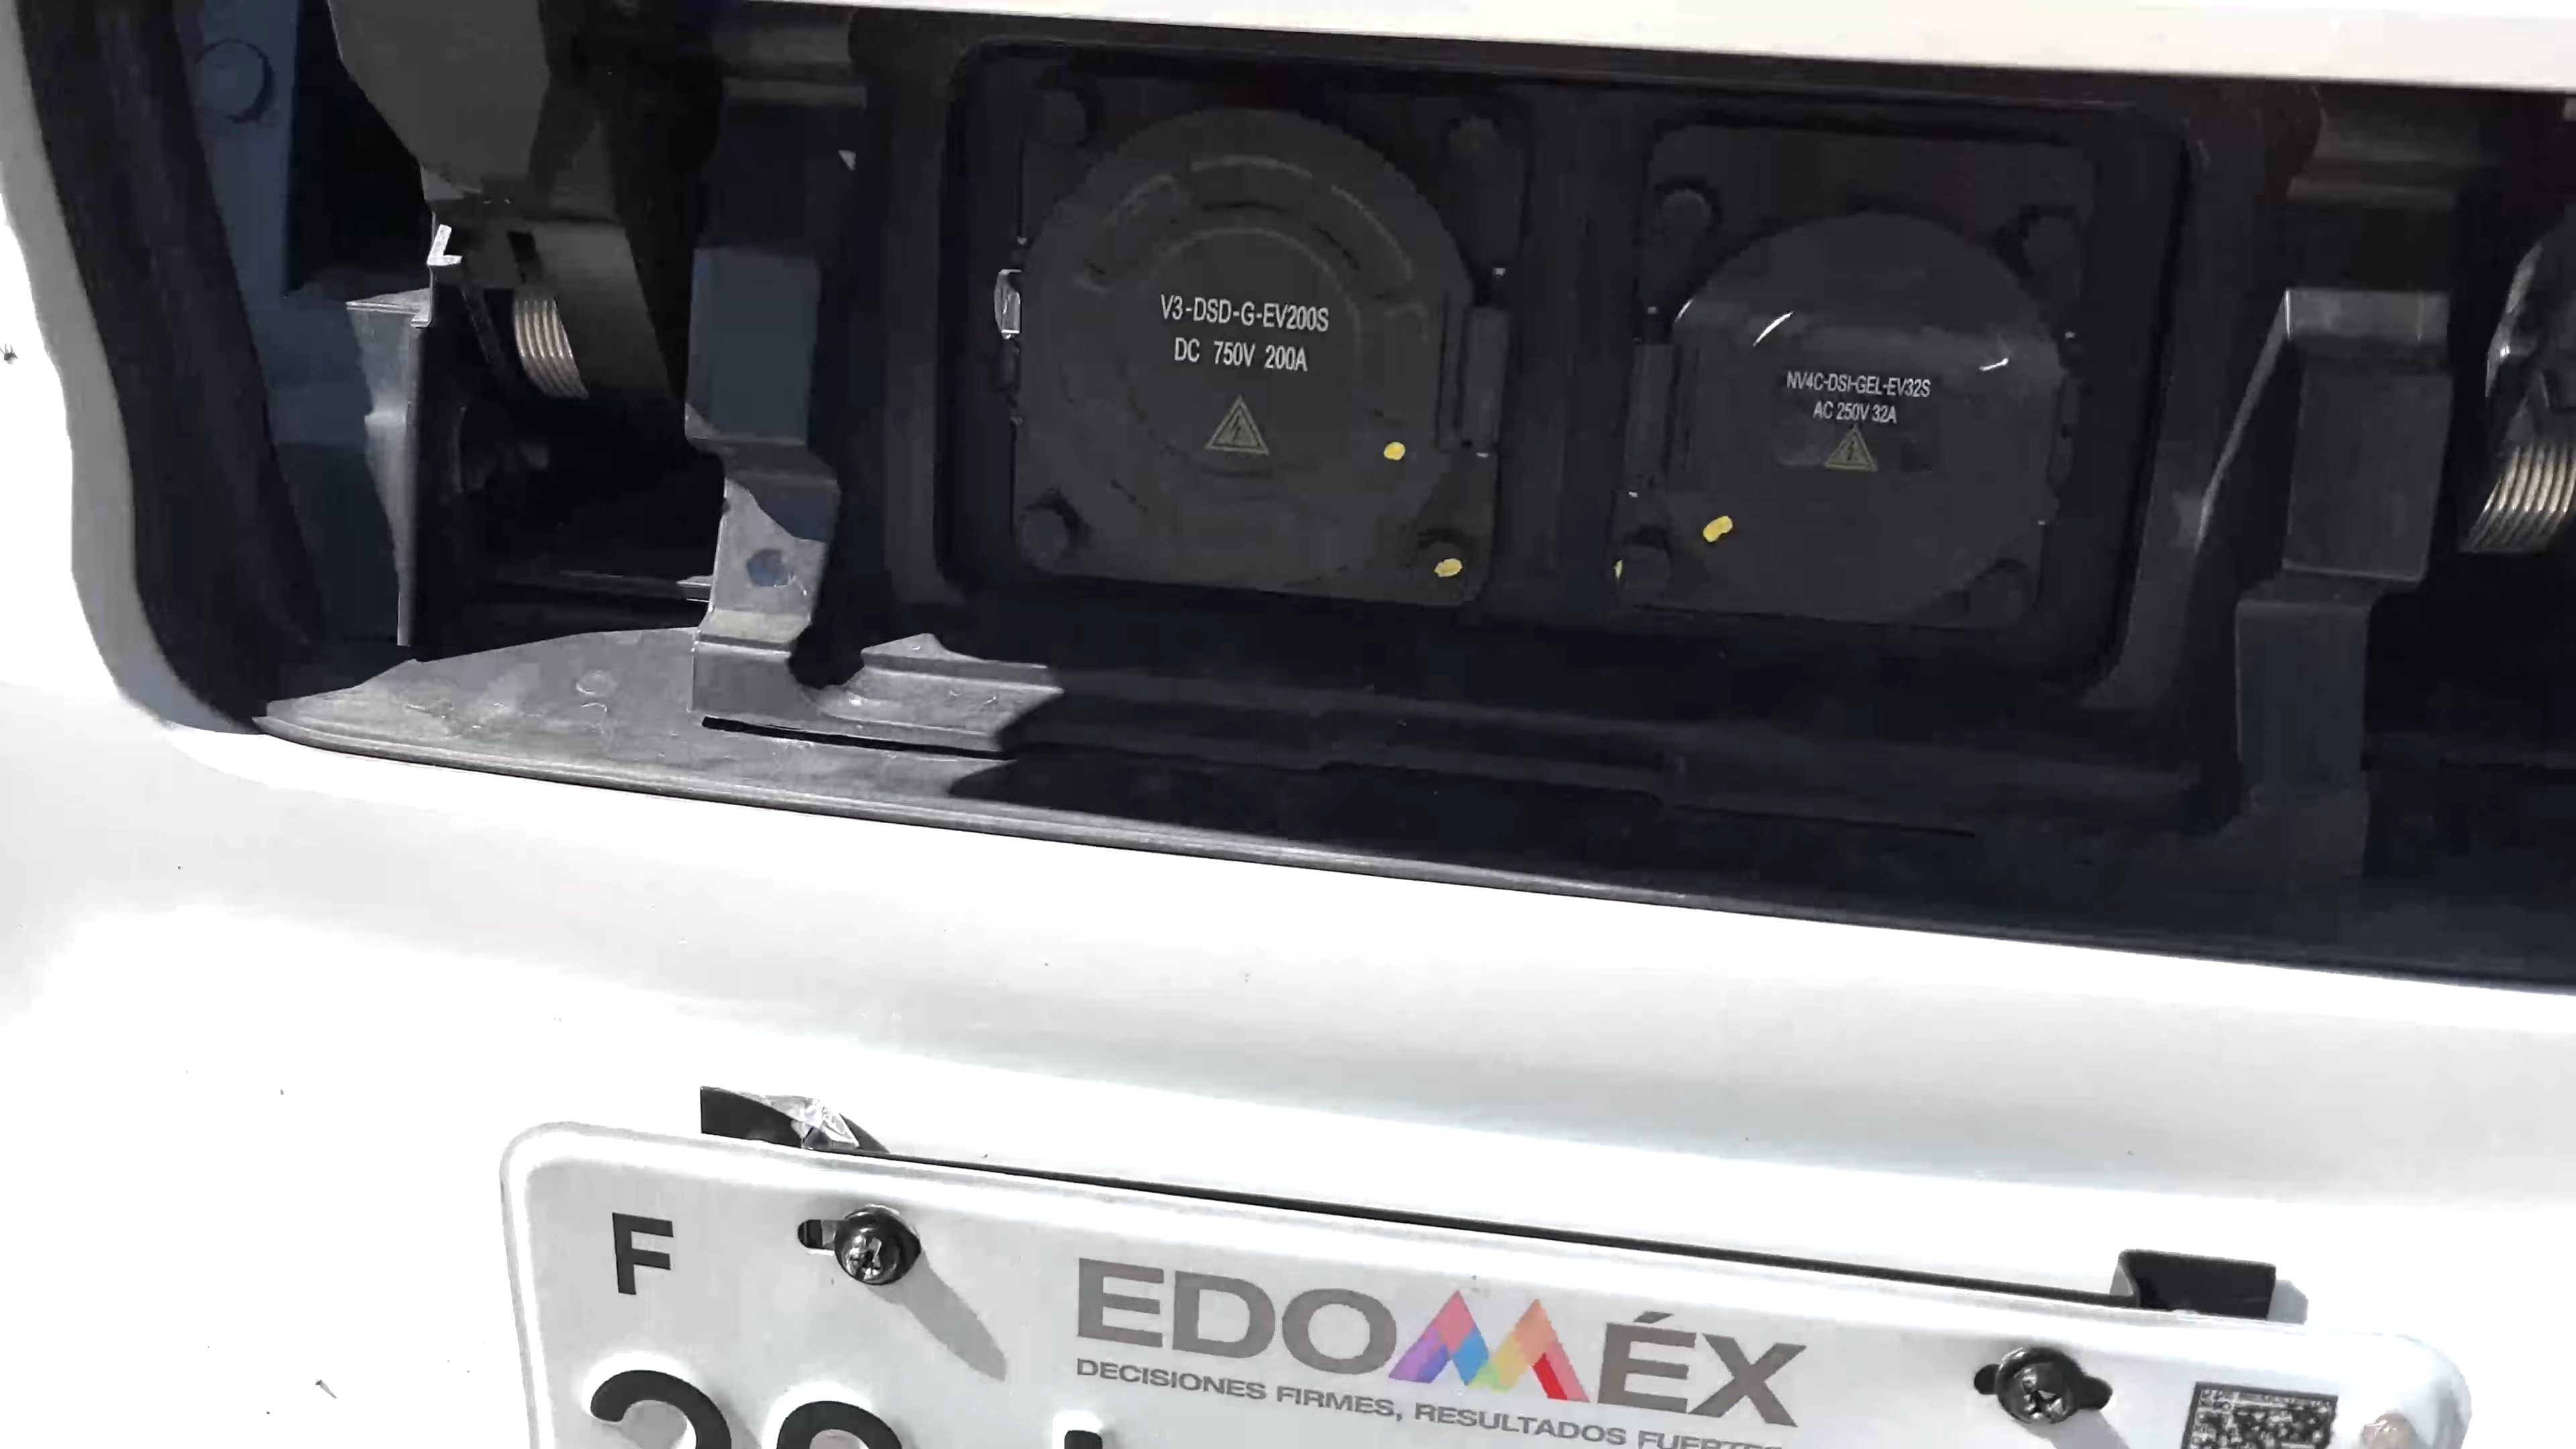 V3-DSD-G-EV200S
DC 750V 200A
NV4C-DSI-GEL-EV32S
AC 250V 32A
F
EDOMÉX
DECISIONES FIRMES, RESULTADOS